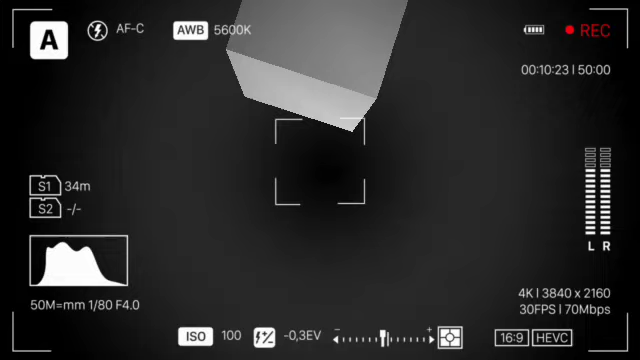 A
AF-C
AWB 5600K
REC
00:10:23 | 50:00
S1 34m
S2 -/-
L R
50M=mm 1/80 F4.0
4K | 3840 x 2160
30FPS | 70Mbps
ISO 100 -0,3EV
- +
16:9 HEVC